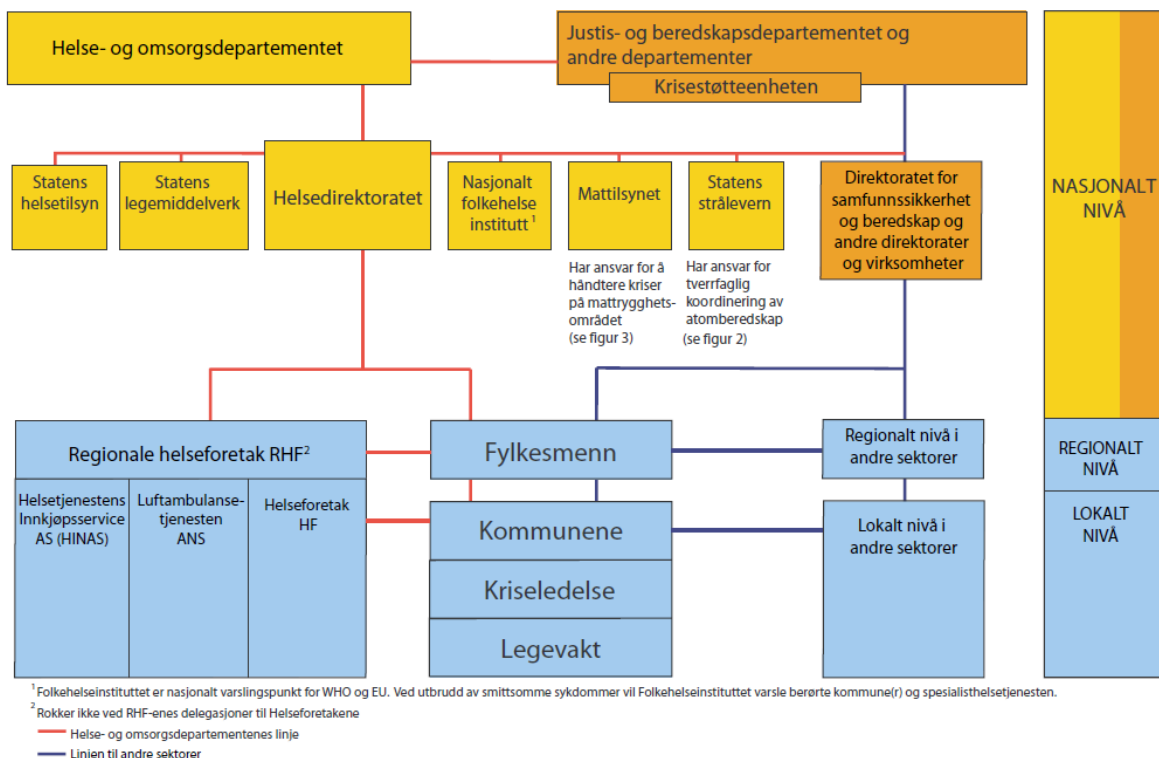 Helse- og omsorgsdepartementet
Justis- og beredskapsdepartementet og
andre departementer
Krisestøtteenheten
Statens
helsetilsyn
Statens
legemiddelverk
Helsedirektoratet
Nasjonalt
folkehelse
institutt 1
Mattilsynet
Statens
strålevern
Direktoratet for
samfunnssikkerhet
og beredskap og
andre direktorater
og virksomheter
NASJONALT
NIVÅ
Har ansvar for å
håndtere kriser
på mattrygghets-
området
(se figur 3)
Har ansvar for
tverrfaglig
koordinering av
atomberedskap
(se figur 2)
Regionale helseforetak RHF2
Fylkesmenn
Regionalt nivå i
andre sektorer
REGIONALT
NIVÅ
Helsetjenestens
Innkjøpsservice
AS (HINAS)
Luftambulanse-
tjenesten
ANS
Helseforetak
HF
Kommunene
Lokalt nivå i
andre sektorer
LOKALT
NIVÅ
Kriseledelse
Legevakt
1 Folkehelseinstituttet er nasjonalt varslingspunkt for WHO og EU. Ved utbrudd av smittsomme sykdommer vil Folkehelseinstituttet varsle berørte kommune(r) og spesialisthelsetjenesten.
2 Rokker ikke ved RHF-enes delegasjoner til Helseforetakene
Helse- og omsorgsdepartementenes linje
Linjen til andre sektorer